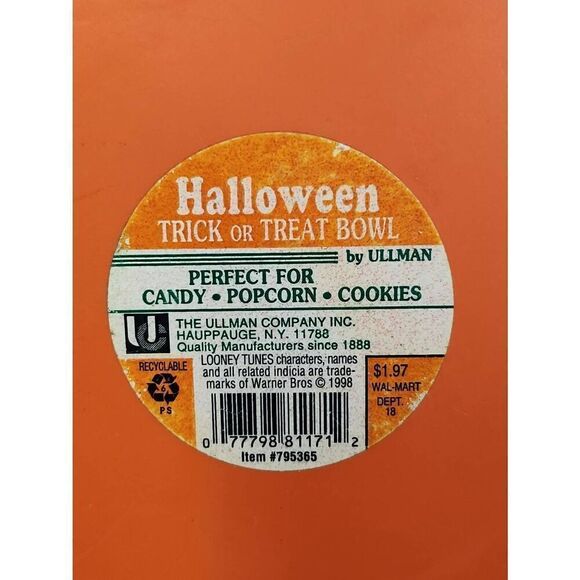 Halloween
TRICK OR TREAT BOWL
by ULLMAN
PERFECT FOR
CANDY • POPCORN • COOKIES
UC
THE ULLMAN COMPANY INC.
HAUPPAUGE, N.Y. 11788
Quality Manufacturers since 1888
RECYCLABLE
6
PS
LOONEY TUNES characters, names
and all related indicia are trade-
marks of Warner Bros © 1998
$1.97
WAL-MART
DEPT.
18
0 77798 81171 2
Item #795365